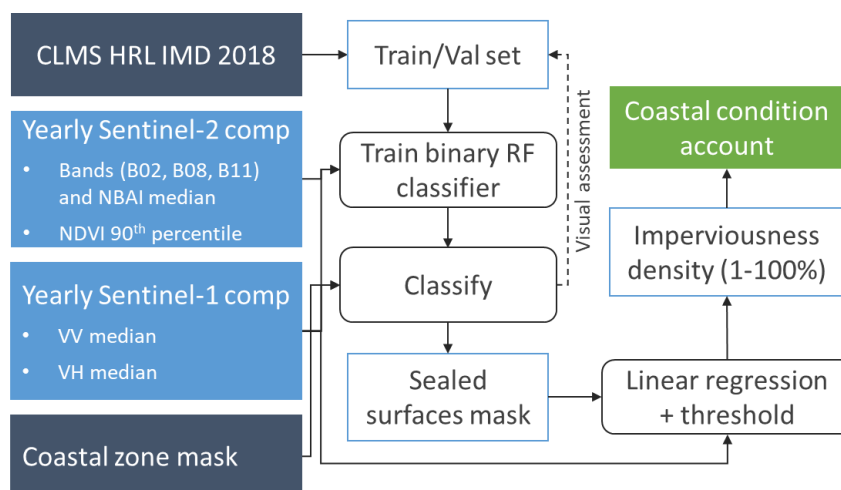 CLMS HRL IMD 2018
Train/Val set
Yearly Sentinel-2 comp
• Bands (B02, B08, B11)
and NBAI median
• NDVI 90th percentile
Train binary RF
classifier
Visual assessment
Coastal condition
account
Yearly Sentinel-1 comp
• VV median
• VH median
Classify
Imperviousness
density (1-100%)
Coastal zone mask
Sealed
surfaces mask
Linear regression
+ threshold